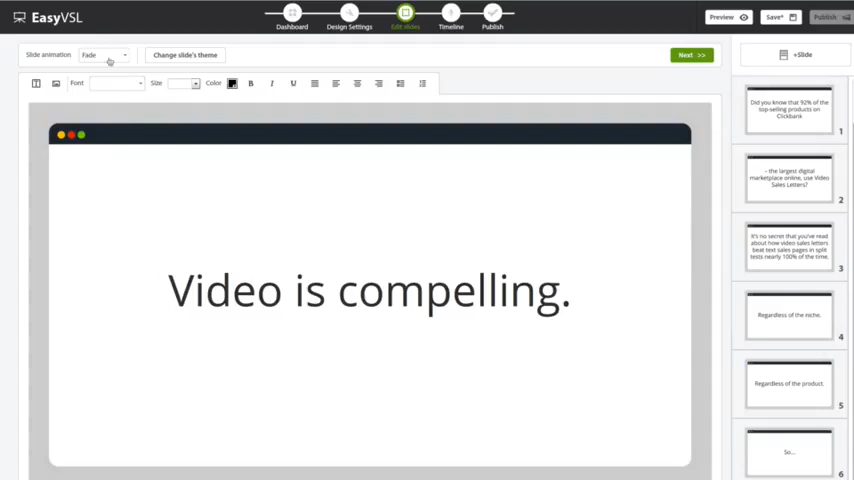 EasyVSL
Dashboard
Design Settings
Edit slides
Timeline
Publish
Preview
Save*
Publish
Slide animation
Fade
Change slide's theme
Next >>
+Slide
Font
Size
Color
B
I
U
Video is compelling.
Did you know that 92% of the
top-selling products on
Clickbank
1
- the largest digital
marketplace online, use Video
Sales Letters?
2
It's no secret that you've read
about how video sales letters
beat text sales pages in split
tests nearly 100% of the time.
3
Regardless of the niche.
4
Regardless of the product.
5
So...
6